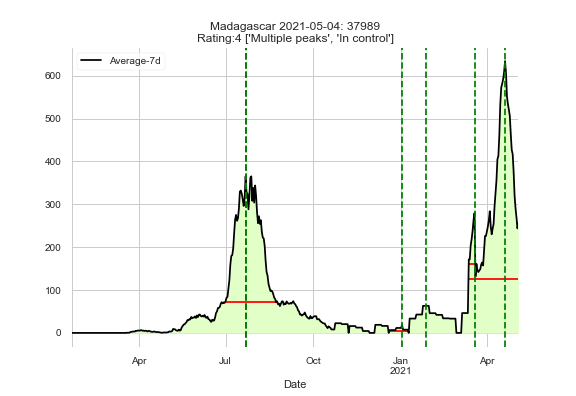 Madagascar 2021-05-04: 37989
Rating:4 ['Multiple peaks', 'In control']
Average-7d
600
500
400
300
200
100
0
Apr Jul Oct Jan Apr
2021
Date